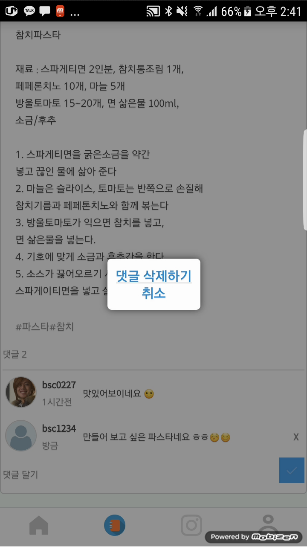 66% 오후 2:41
참치파스타
재료 : 스파게티면 2인분, 참치통조림 1개,
페페론치노 10개, 마늘 5개
방울토마토 15~20개, 면 삶은물 100ml,
소금/후추
1. 스파게티면을 굵은소금을 약간
넣고 끓인 물에 삶아 준다
2. 마늘은 슬라이스, 토마토는 반쪽으로 손질해
참치기름과 페페론치노와 함께 볶는다
3. 방울토마토가 익으면 참치를 넣고,
면 삶은물을 넣는다.
4. 기호에 맞게 소금과 후추간을 한다
5. 소스가 끓어오르기
스파게이티면을 넣고
댓글 삭제하기
취소
#파스타#참치
댓글 2
bsc0227
맛있어보이네요
1시간전
bsc1234
만들어 보고 싶은 파스타네요 ㅎㅎ
X
방금
댓글 달기
Powered by Mobizen